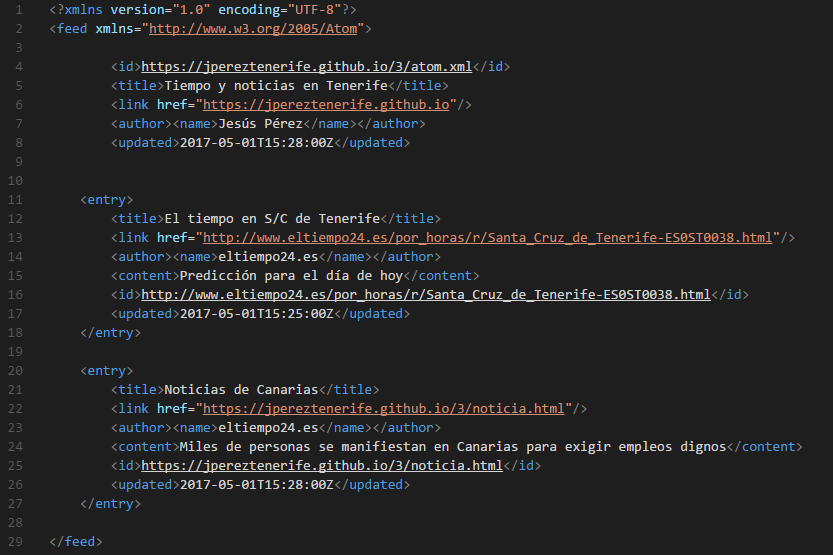 1 <?xmlns version="1.0" encoding="UTF-8"?>
2 <feed xmlns="http://www.w3.org/2005/Atom">
3
4 <id>https://jpereztenerife.github.io/3/atom.xml</id>
5 <title>Tiempo y noticias en Tenerife</title>
6 <link href="https://jpereztenerife.github.io"/>
7 <author><name>Jesús Pérez</name></author>
8 <updated>2017-05-01T15:28:00Z</updated>
9
10
11 <entry>
12 <title>El tiempo en S/C de Tenerife</title>
13 <link href="http://www.eltiempo24.es/por_horas/r/Santa_Cruz_de_Tenerife-ES0ST0038.html"/>
14 <author><name>eltiempo24.es</name></author>
15 <content>Predicción para el día de hoy</content>
16 <id>http://www.eltiempo24.es/por_horas/r/Santa_Cruz_de_Tenerife-ES0ST0038.html</id>
17 <updated>2017-05-01T15:25:00Z</updated>
18 </entry>
19
20 <entry>
21 <title>Noticias de Canarias</title>
22 <link href="https://jpereztenerife.github.io/3/noticia.html"/>
23 <author><name>eltiempo24.es</name></author>
24 <content>Miles de personas se manifiestan en Canarias para exigir empleos dignos</content>
25 <id>https://jpereztenerife.github.io/3/noticia.html</id>
26 <updated>2017-05-01T15:28:00Z</updated>
27 </entry>
28
29 </feed>